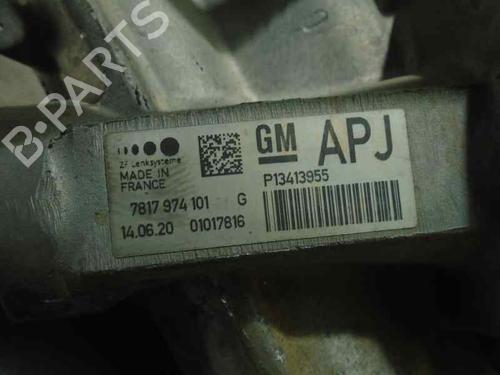 B-PARTS
ZF Lenksysteme
MADE IN
FRANCE
GM APJ
P13413955
7817 974 101 G
14.06.20 01017816